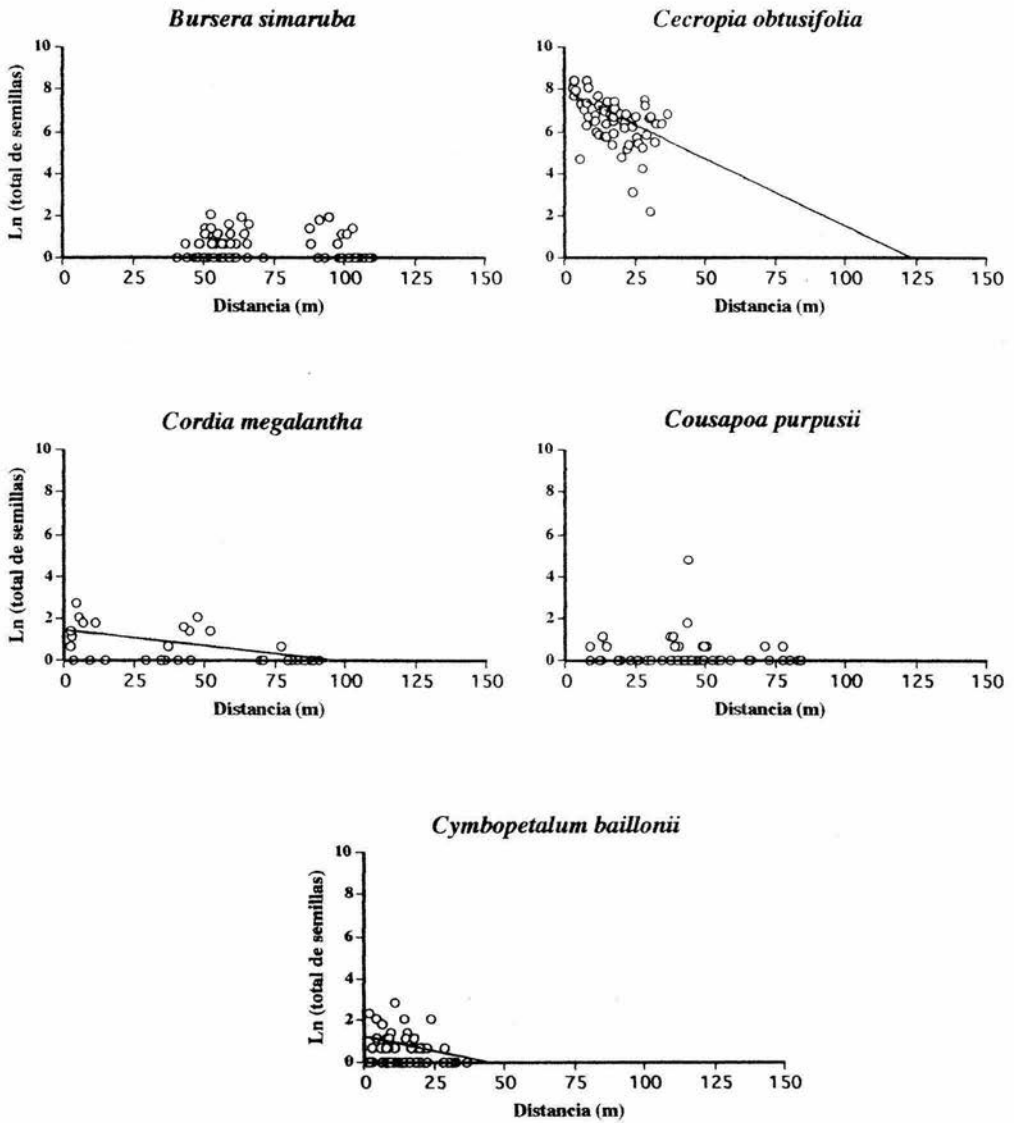 Bursera simaruba
Ln (total de semillas)
10
8
6
4
2
0
0 25 50 75 100 125 150
Distancia (m)
Cecropia obtusifolia
10
8
6
4
2
0
0 25 50 75 100 125 150
Distancia (m)
Cordia megalantha
Ln (total de semillas)
10
8
6
4
2
0
0 25 50 75 100 125 150
Distancia (m)
Cousapoa purpusii
10
8
6
4
2
0
0 25 50 75 100 125 150
Distancia (m)
Cymbopetalum baillonii
Ln (total de semillas)
10
8
6
4
2
0
0 25 50 75 100 125 150
Distancia (m)